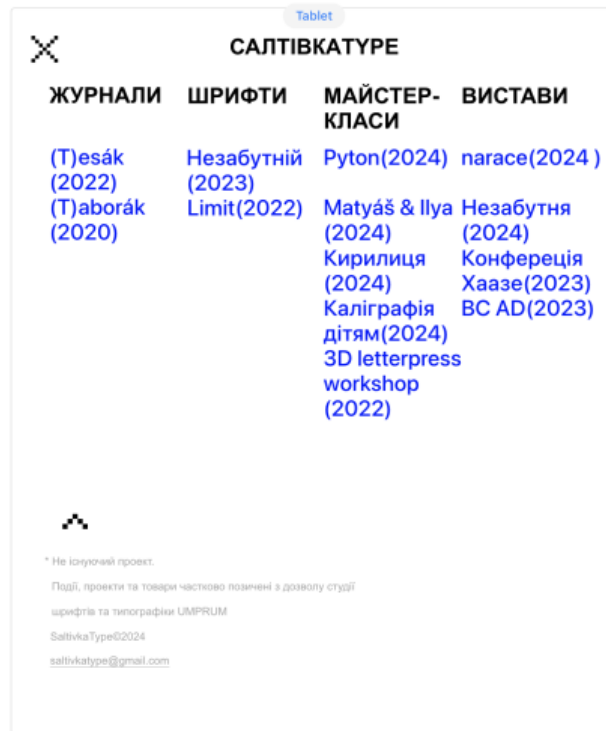 Tablet
САЛТІВКАTYPE
ЖУРНАЛИ
(T)esák
(2022)
(T)aborák
(2020)
ШРИФТИ
Незабутній
(2023)
Limit(2022)
МАЙСТЕР-
КЛАСИ
Pyton(2024)
Matyáš & Ilya
(2024)
Кирилиця
(2024)
Каліграфія
дітям(2024)
3D letterpress
workshop
(2022)
ВИСТАВИ
narace(2024 )
Незабутня
(2024)
Конфереція
Хаазе(2023)
BC AD(2023)
* Не існуючий проект.
Події, проекти та товари частково позичені з дозволу студії
шрифтів та типографіки UMPRUM
SaltivkaType©2024
saltivkatype@gmail.com